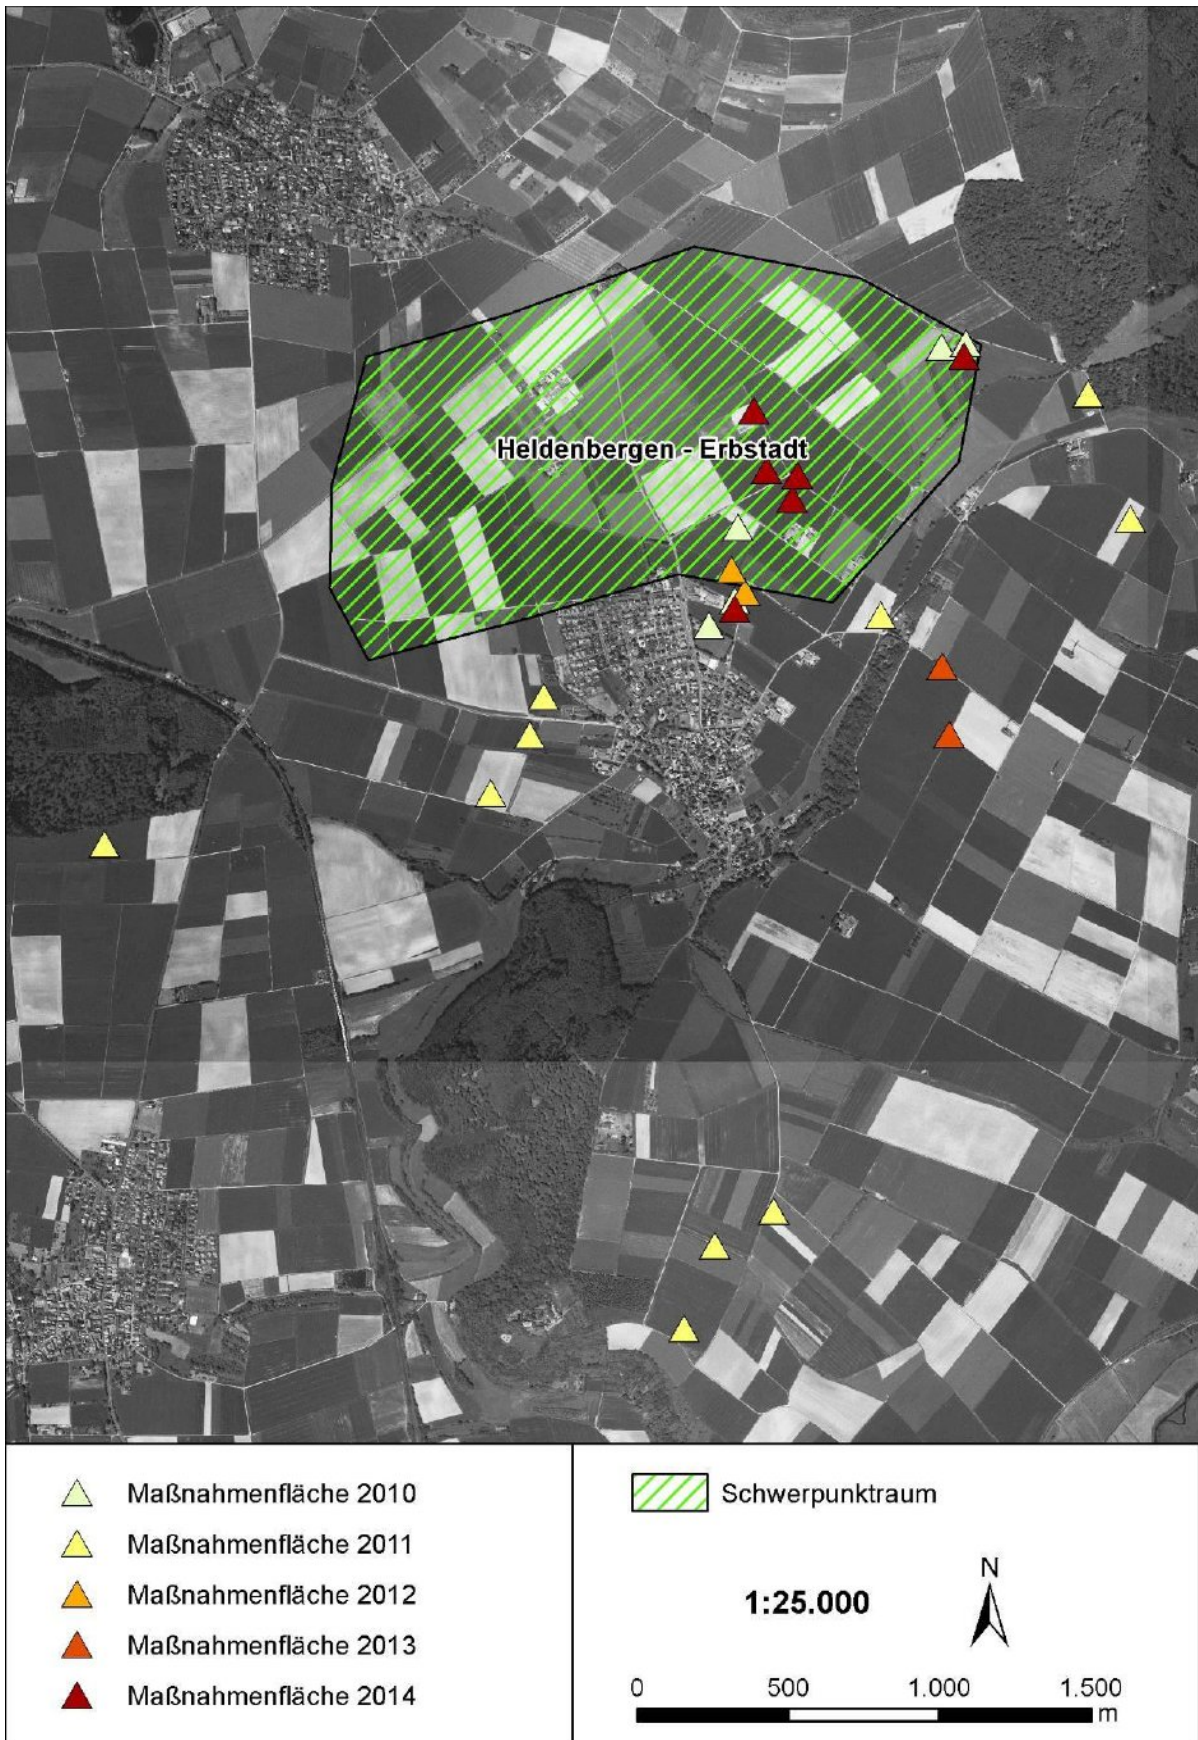 Heldenbergen - Erbstadt
Maßnahmenfläche 2010
Maßnahmenfläche 2011
Maßnahmenfläche 2012
Maßnahmenfläche 2013
Maßnahmenfläche 2014
Schwerpunktraum
1:25.000
N
0 500 1.000 1.500
m